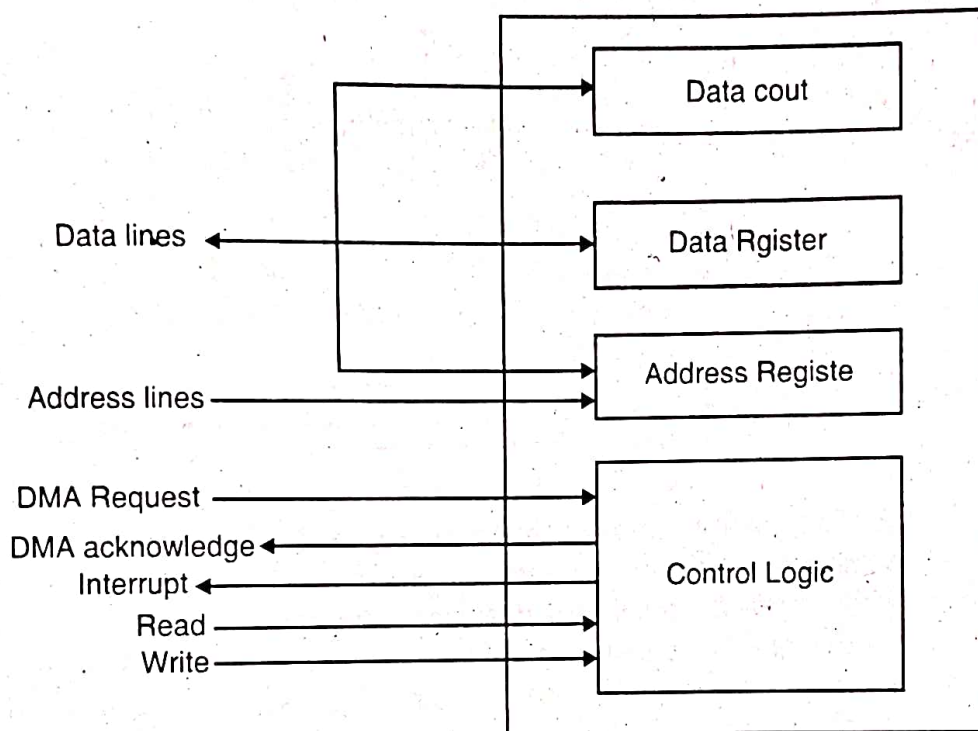 Data cout
Data lines
Data Rgister
Address Registe
Address lines
DMA Request
DMA acknowledge
Interrupt
Control Logic
Read
Write